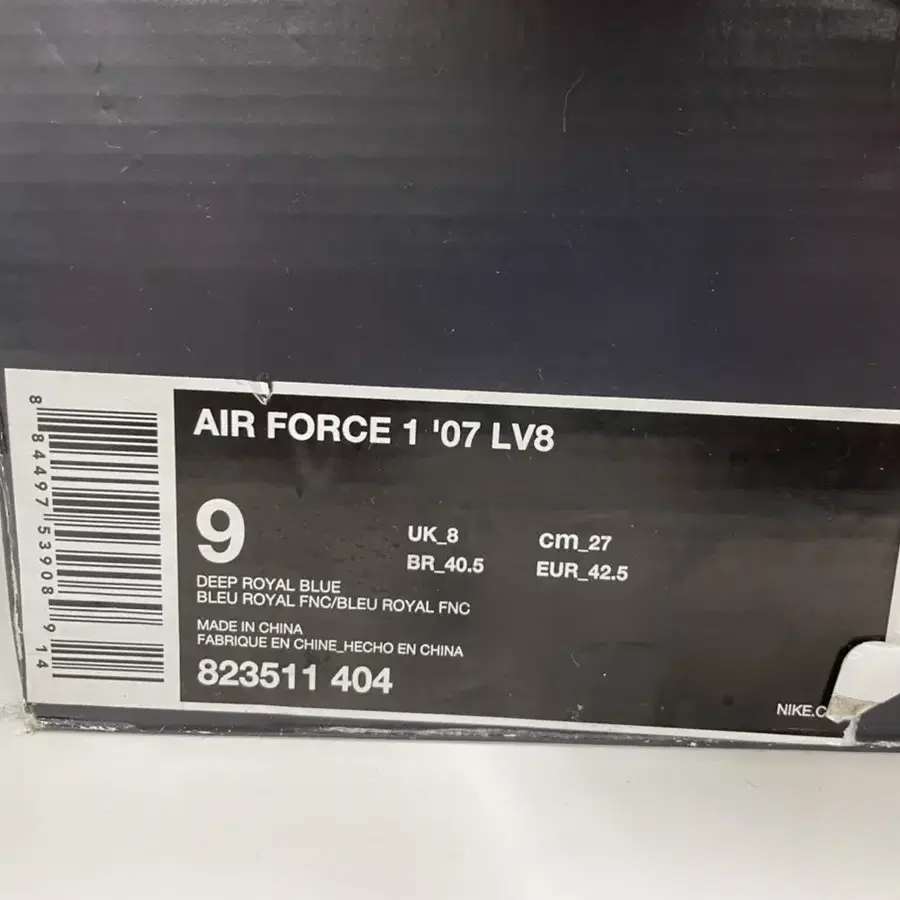 AIR FORCE 1 '07 LV8
9
UK_8 cm_27
BR_40.5 EUR_42.5
DEEP ROYAL BLUE
BLEU ROYAL FNC/BLEU ROYAL FNC
MADE IN CHINA
FABRIQUE EN CHINE_HECHO EN CHINA
823511 404
NIKE.C
8 84497 53908 9 14